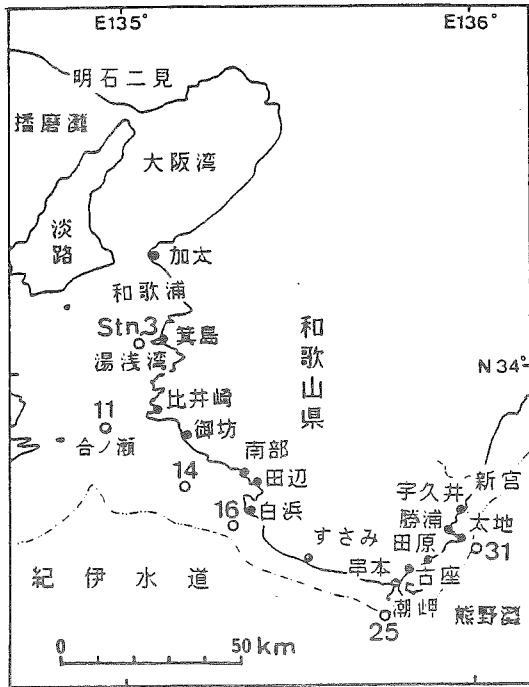 E135°
E136°
明石二見
播磨灘
大阪湾
淡路
加太
和歌浦
Stn.3
箕島
湯浅湾
和歌山県
N34°
比井崎
11
御坊
合ノ瀬
南部
14
田辺
新宮
宇久井
16
白浜
勝浦
太地
すさみ
田原
31
串本
古座
紀伊水道
潮岬
25
熊野灘
0
50 km